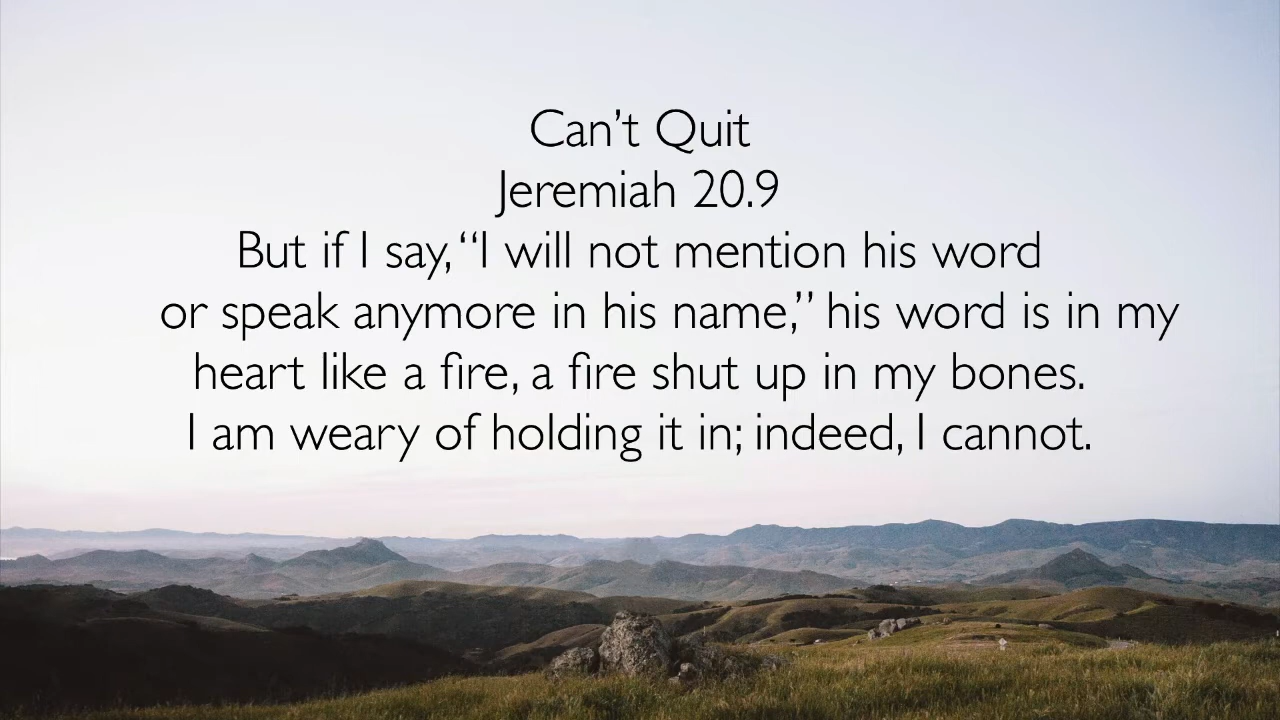 Can’t Quit
Jeremiah 20.9
But if I say, “I will not mention his word
or speak anymore in his name,” his word is in my
heart like a fire, a fire shut up in my bones.
I am weary of holding it in; indeed, I cannot.